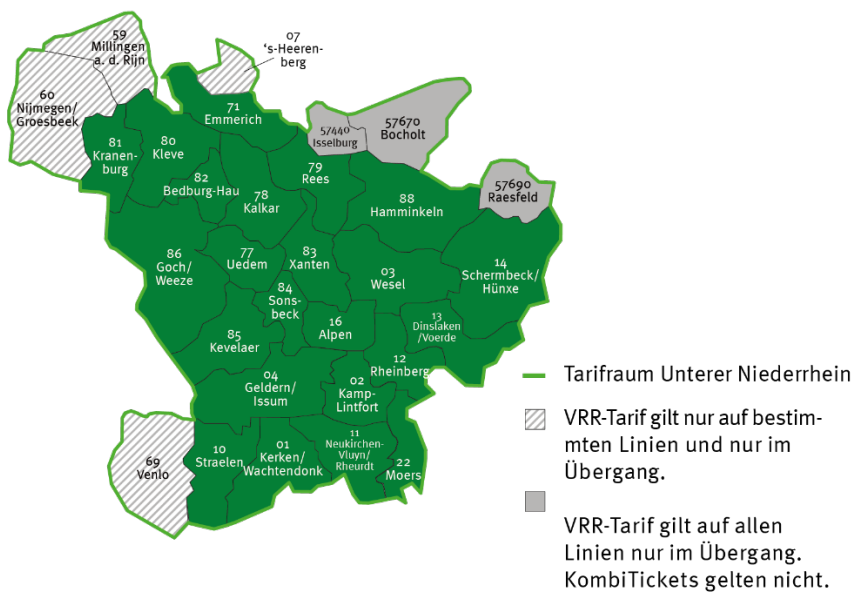 59
Millingen
a. d. Rijn
07
's-Heeren-
berg
60
Nijmegen/
Groesbeek
71
Emmerich
57440
Isselburg
57670
Bocholt
81
Kranen-
burg
80
Kleve
82
Bedburg-Hau
79
Rees
78
Kalkar
88
Hamminkeln
57690
Raesfeld
86
Goch/
Weeze
77
Uedem
83
Xanten
03
Wesel
14
Schermbeck/
Hünxe
84
Sons-
beck
16
Alpen
13
Dinslaken
/Voerde
85
Kevelaer
12
Rheinberg
04
Geldern/
Issum
02
Kamp-
Lintfort
69
Venlo
10
Straelen
01
Kerken/
Wachtendonk
11
Neukirchen-
Vluyn/
Rheurdt
22
Moers
Tarifraum Unterer Niederrhein
VRR-Tarif gilt nur auf bestim-
mten Linien und nur im
Übergang.
VRR-Tarif gilt auf allen
Linien nur im Übergang.
KombiTickets gelten nicht.